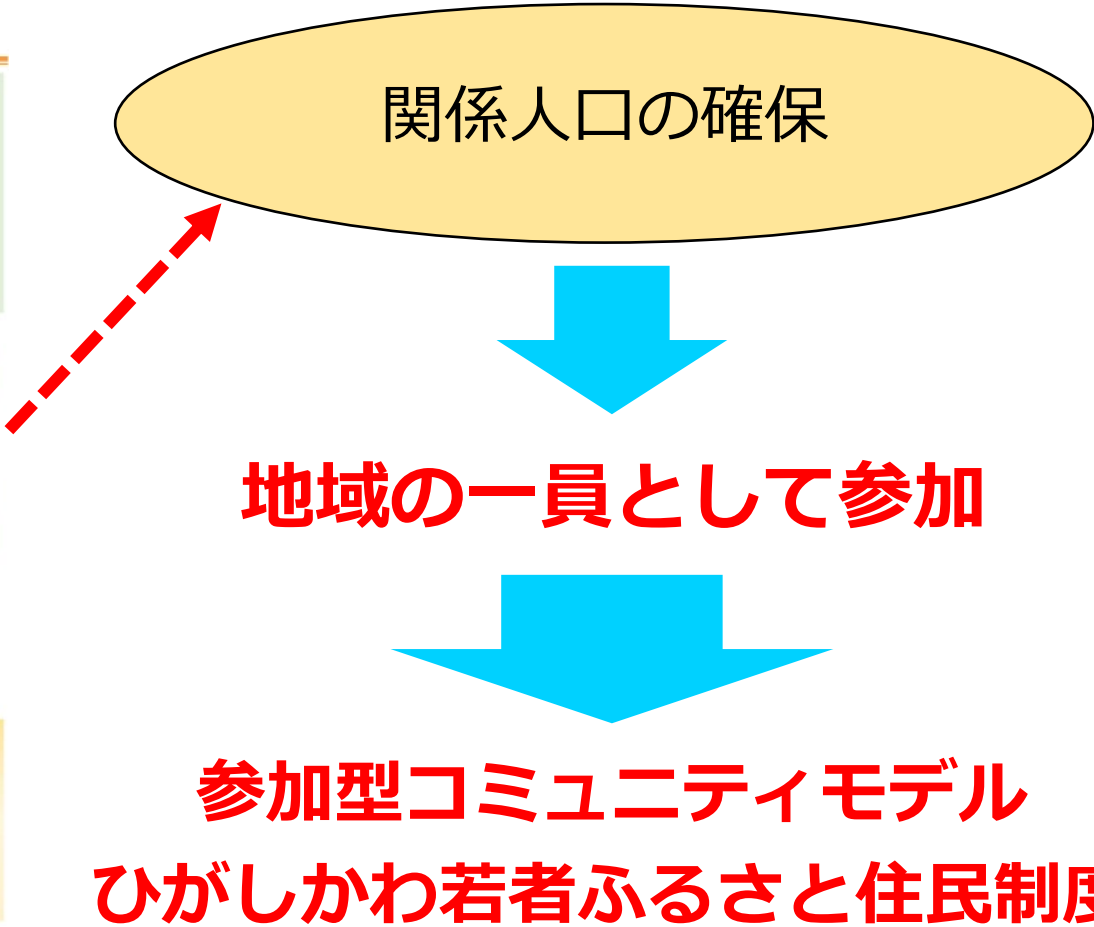 関係人口の確保
地域の一員として参加
参加型コミュニティモデル
ひがしかわ若者ふるさと住民制度